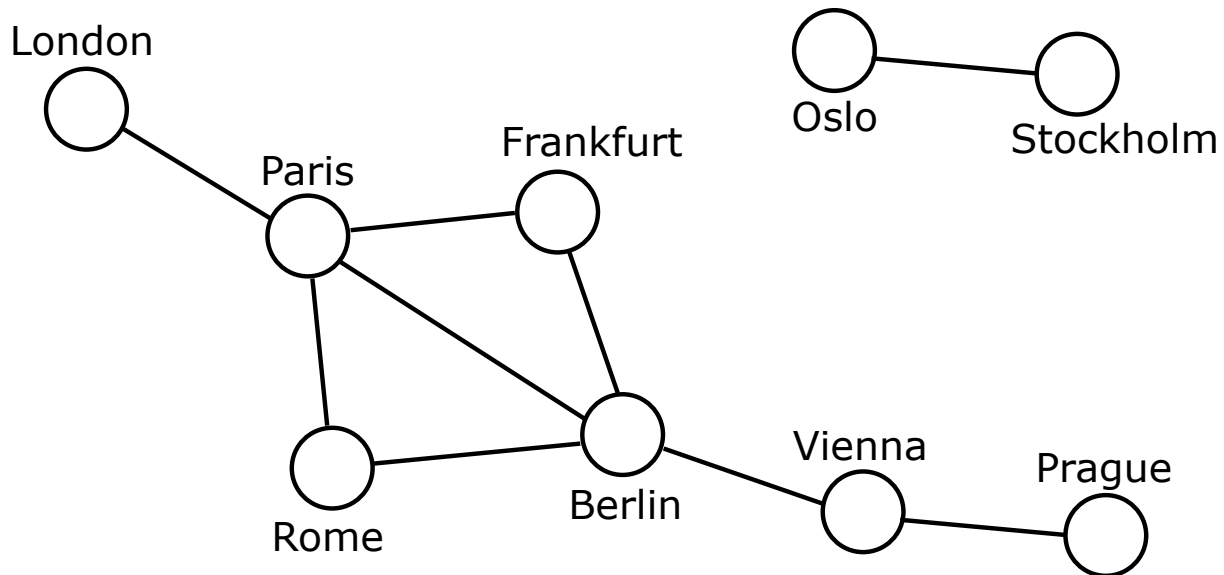 London
Oslo
Stockholm
Frankfurt
Paris
Vienna
Prague
Berlin
Rome